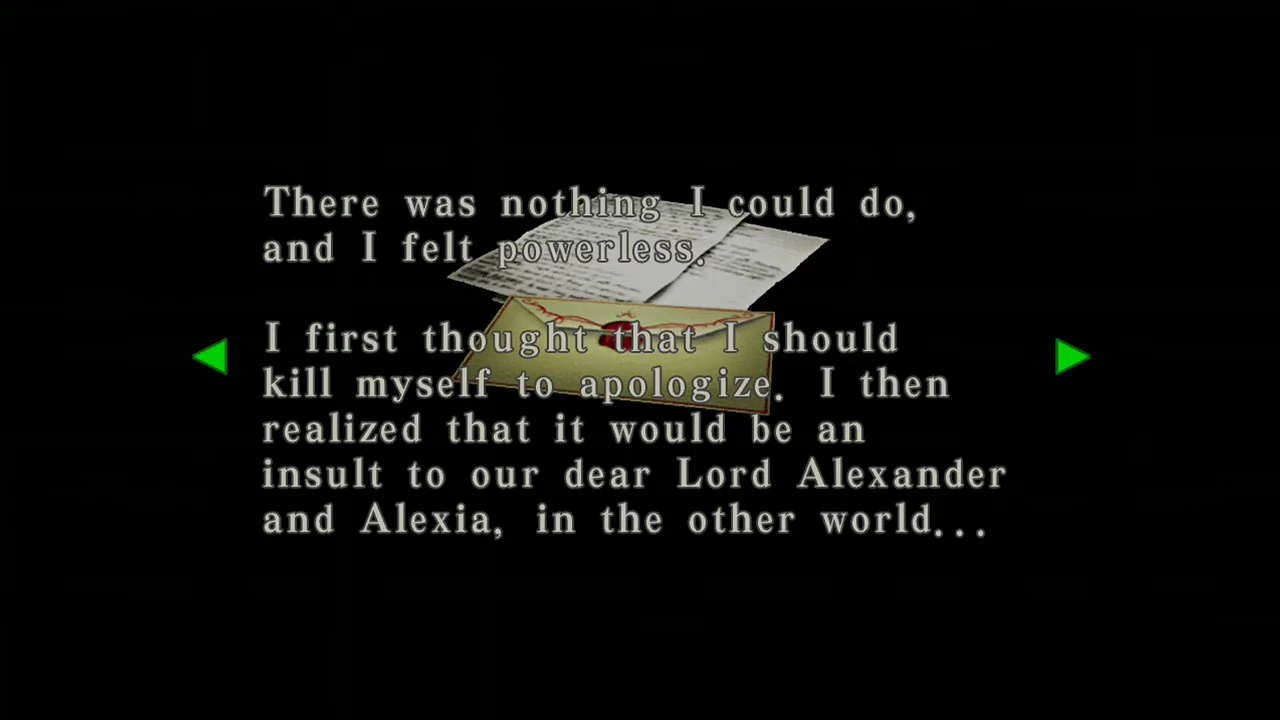 There was nothing I could do,
and I felt powerless.
I first thought that I should
kill myself to apologize. I then
realized that it would be an
insult to our dear Lord Alexander
and Alexia, in the other world...